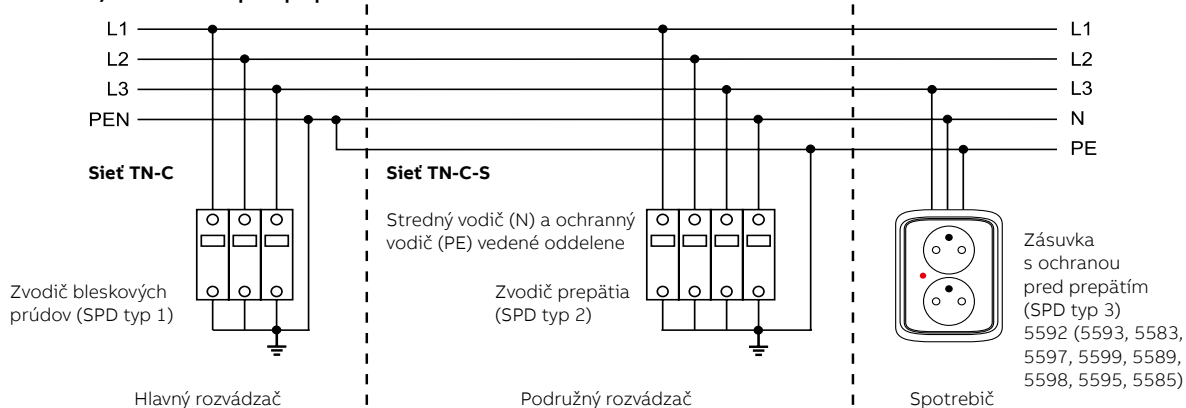 L1
L2
L3
PEN
L1
L2
L3
N
PE
Sieť TN-C
Sieť TN-C-S
Stredný vodič (N) a ochranný
vodič (PE) vedené oddelene
Zvodič bleskových
prúdov (SPD typ 1)
Zvodič prepätia
(SPD typ 2)
Zásuvka
s ochranou
pred prepätím
(SPD typ 3)
5592 (5593, 5583,
5597, 5599, 5589,
5598, 5595, 5585)
Hlavný rozvádzač
Podružný rozvádzač
Spotrebič